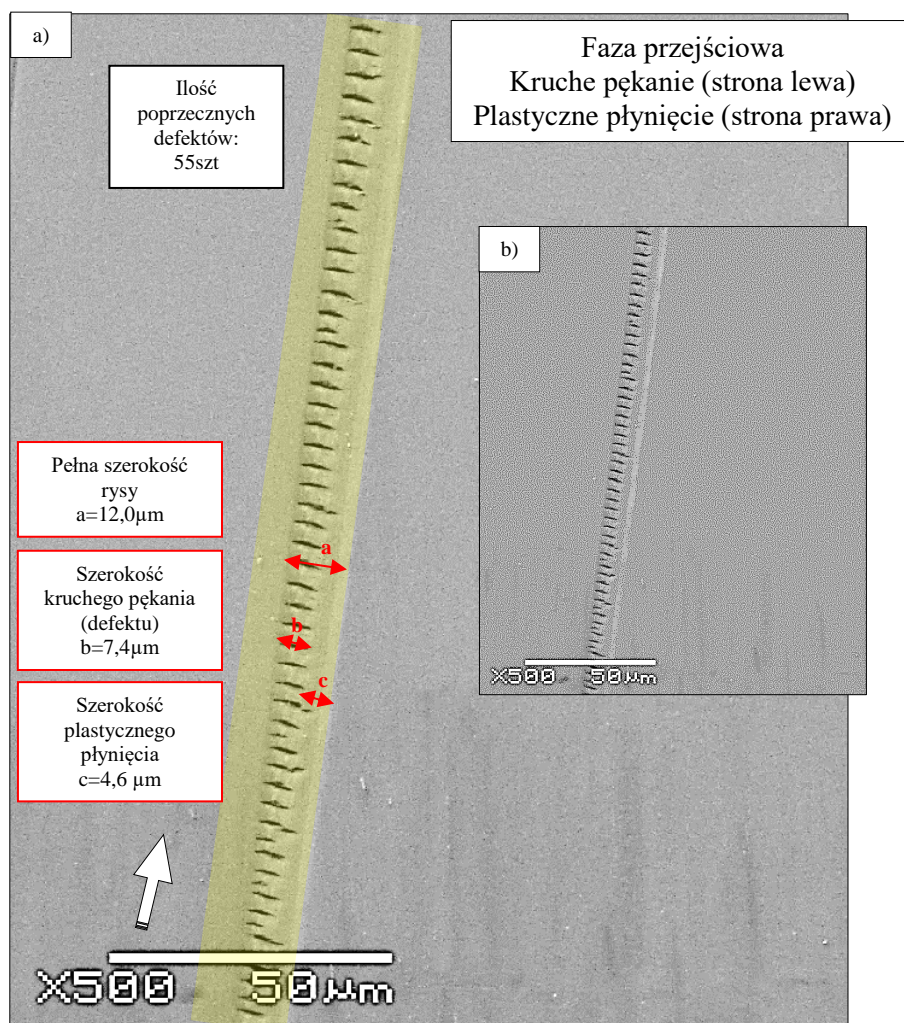 a)
Faza przejściowa
Kruche pękanie (strona lewa)
Plastyczne płynięcie (strona prawa)
Ilość
poprzecznych
defektów:
55szt
b)
Pełna szerokość
rysy
a=12,0µm
a
Szerokość
kruchego pękania
(defektu)
b=7,4µm
b
X500 50µm
c
Szerokość
plastycznego
płynięcia
c=4,6 µm
X500 50µm